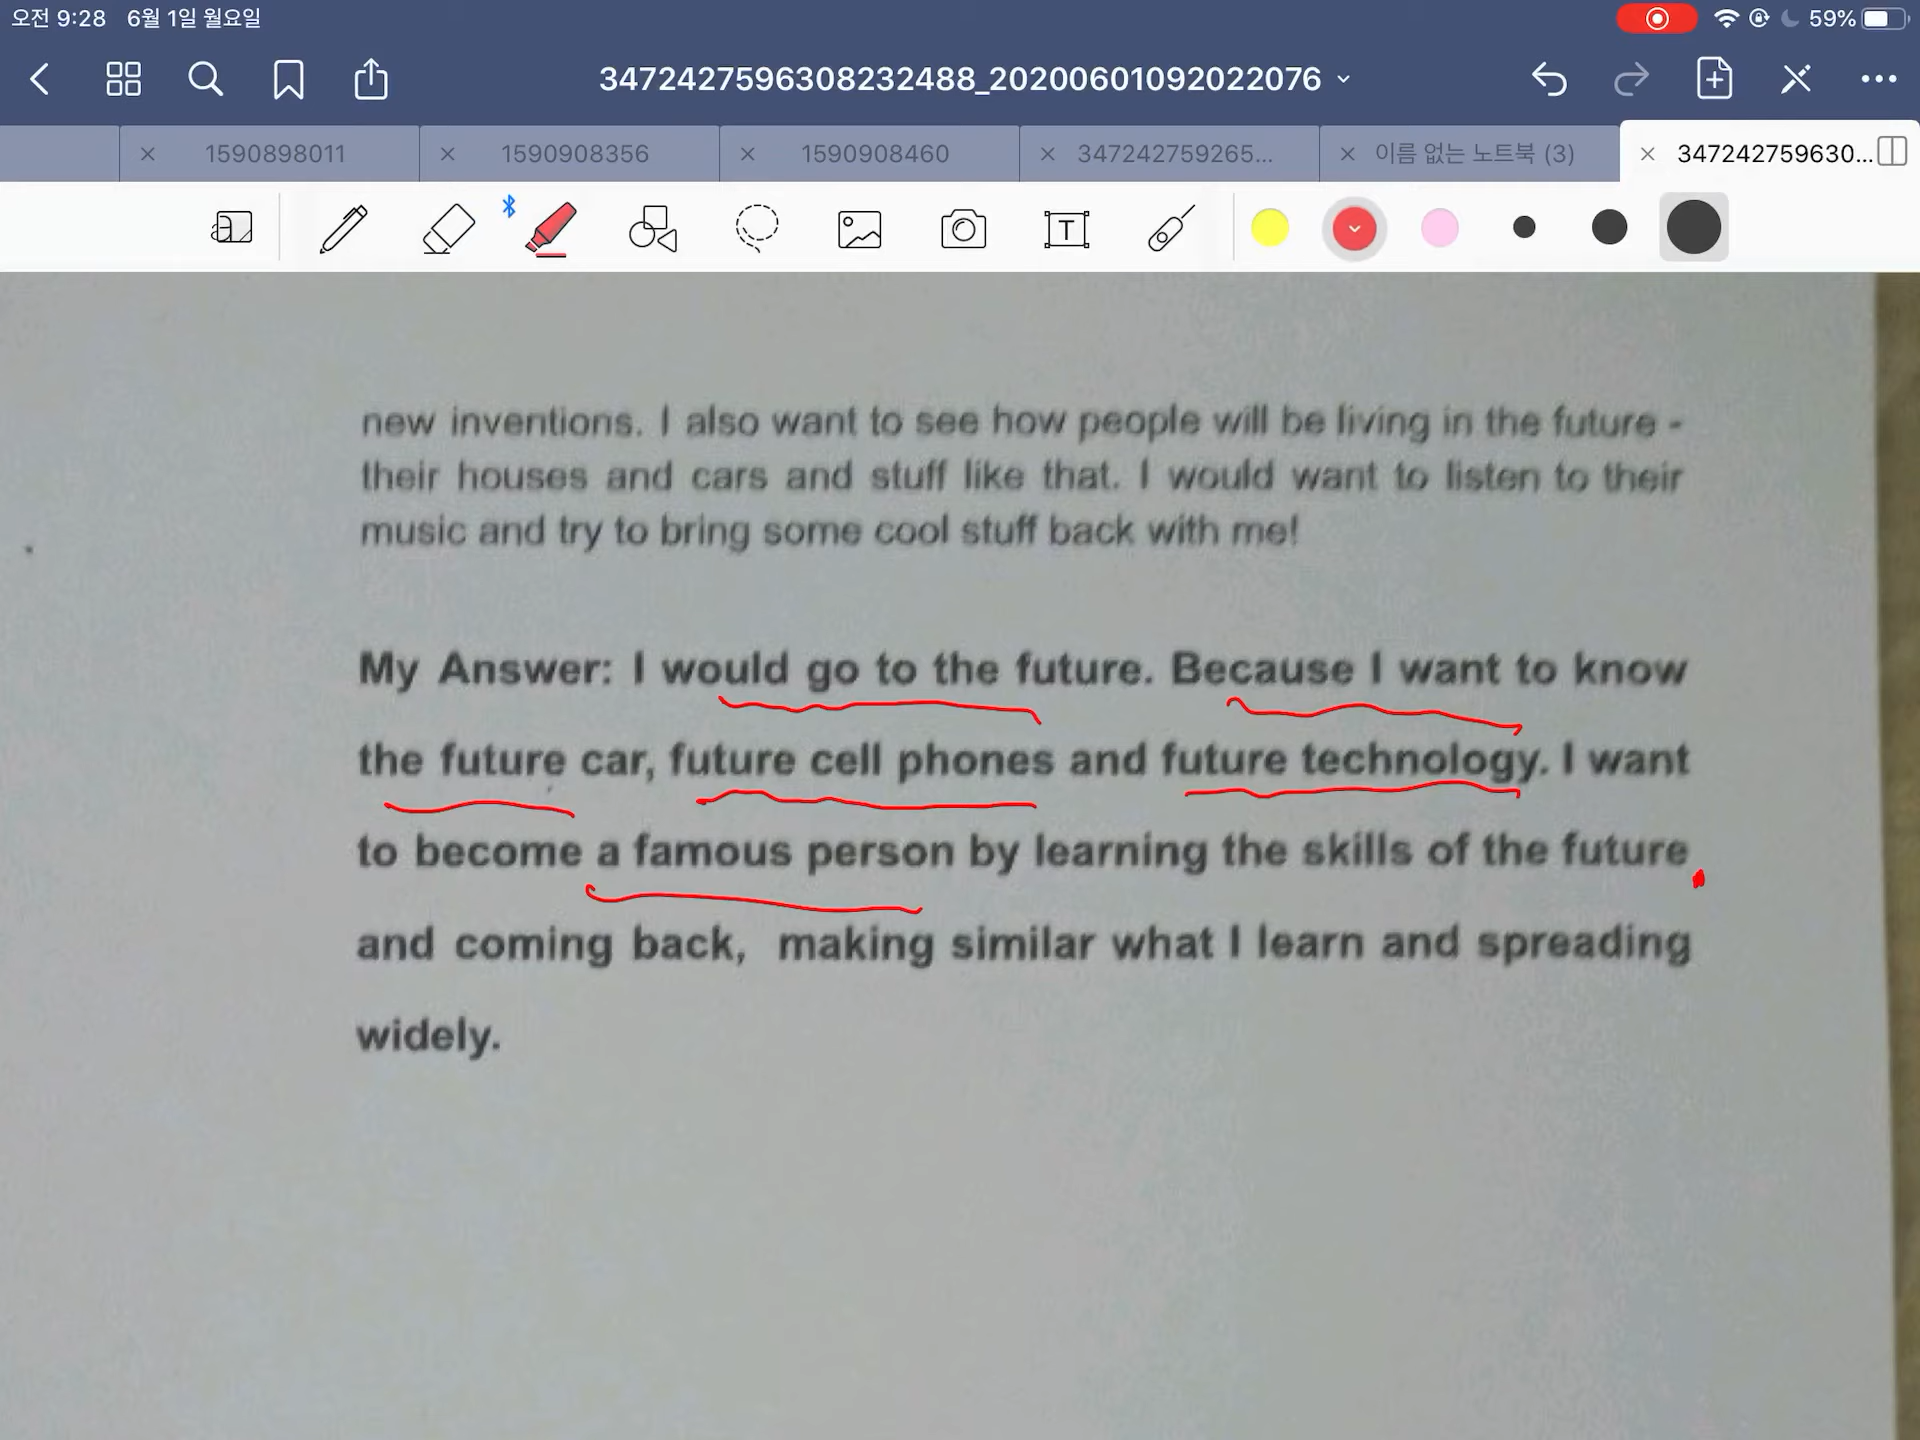 오전 9:28 6월 1일 월요일 59%
3472427596308232488_20200601092022076
1590898011 1590908356 1590908460 347242759265... 이름 없는 노트북 (3) 347242759630...
T
new inventions. I also want to see how people will be living in the future -
their houses and cars and stuff like that. I would want to listen to their
music and try to bring some cool stuff back with me!
My Answer: I would go to the future. Because I want to know
the future car, future cell phones and future technology. I want
to become a famous person by learning the skills of the future.
and coming back, making similar what I learn and spreading
widely.